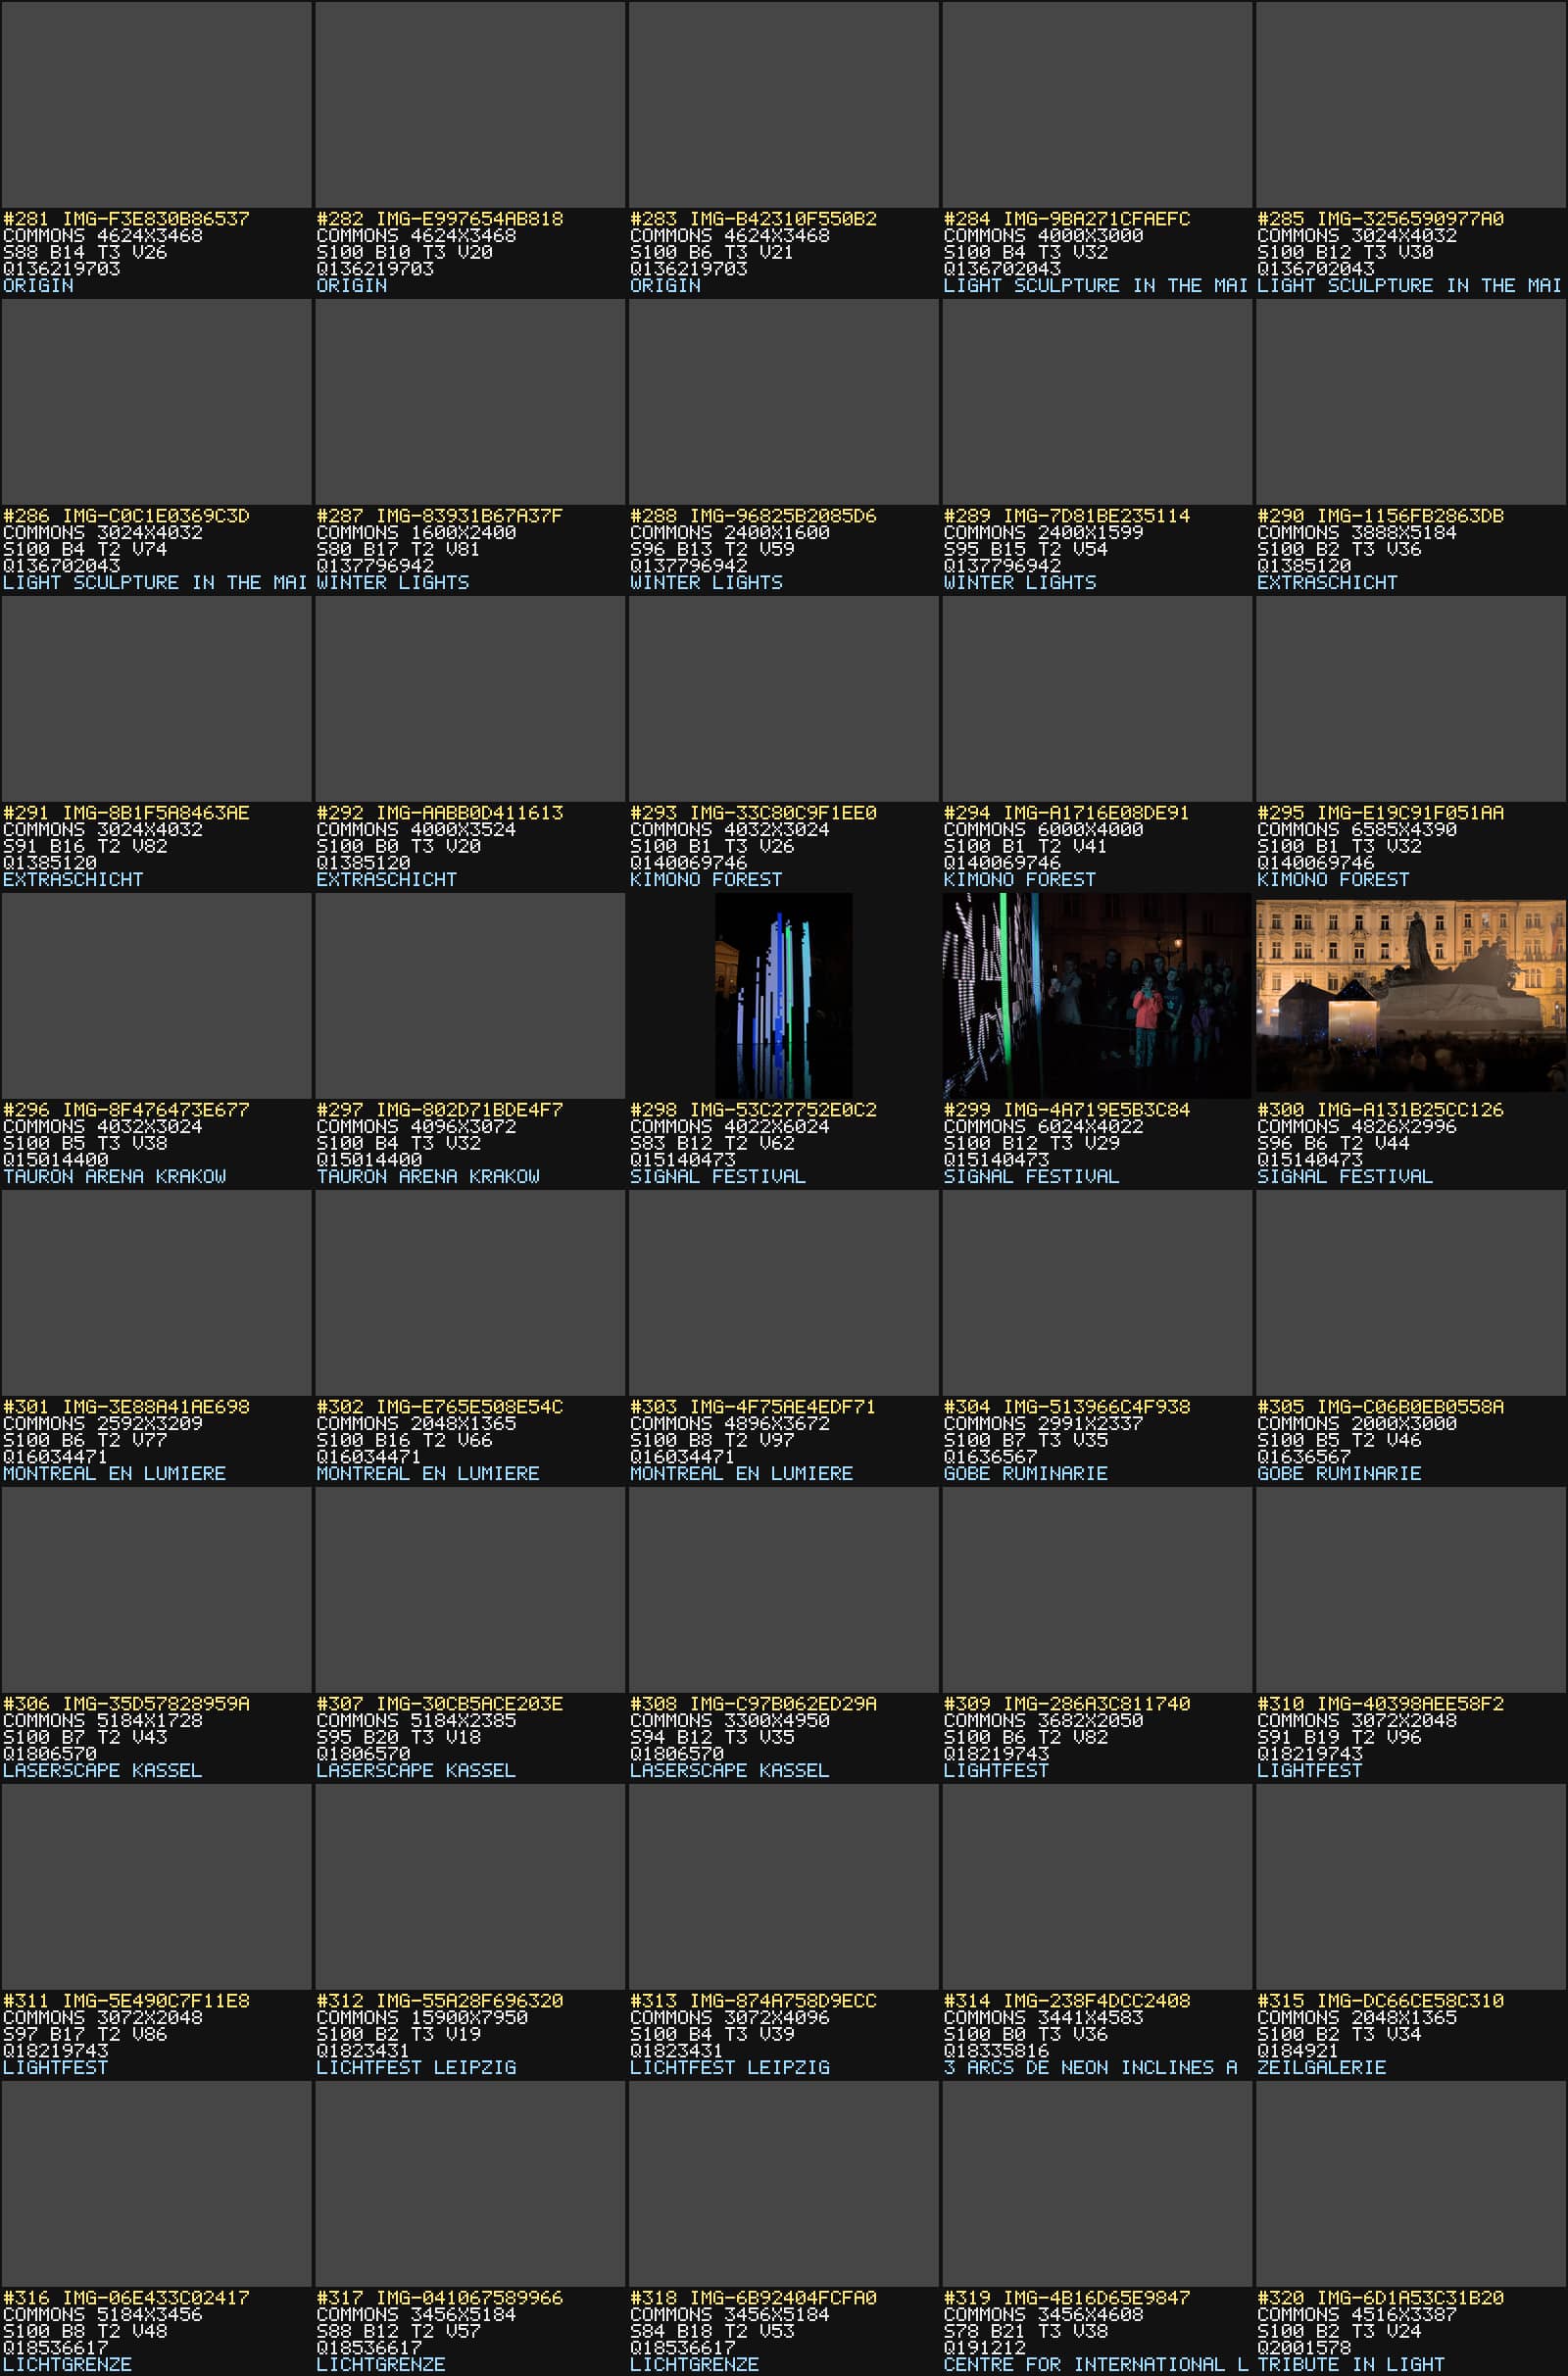 #281 IMG-F3E830B86537
COMMONS 4624X3468
S88 B14 T3 V26
Q136219703
ORIGIN
#282 IMG-E997654AB818
COMMONS 4624X3468
S100 B10 T3 V20
Q136219703
ORIGIN
#283 IMG-B42310F550B2
COMMONS 4624X3468
S100 B6 T3 V21
Q136219703
ORIGIN
#284 IMG-9BA271CFAEFC
COMMONS 4000X3000
S100 B4 T3 V32
Q136702043
LIGHT SCULPTURE IN THE MAI
#285 IMG-3256590977A0
COMMONS 3024X4032
S100 B12 T3 V30
Q136702043
LIGHT SCULPTURE IN THE MAI
#286 IMG-C0C1E0369C3D
COMMONS 3024X4032
S100 B4 T2 V74
Q136702043
LIGHT SCULPTURE IN THE MAI
#287 IMG-83931B67A37F
COMMONS 1600X2400
S80 B17 T2 V81
Q137796942
WINTER LIGHTS
#288 IMG-96825B2085D6
COMMONS 2400X1600
S96 B13 T2 V59
Q137796942
WINTER LIGHTS
#289 IMG-7D81BE235114
COMMONS 2400X1599
S95 B15 T2 V54
Q137796942
WINTER LIGHTS
#290 IMG-1156FB2863DB
COMMONS 3888X5184
S100 B2 T3 V36
Q1385120
EXTRASCHICHT
#291 IMG-8B1F5A8463AE
COMMONS 3024X4032
S91 B16 T2 V82
Q1385120
EXTRASCHICHT
#292 IMG-AABB0D411613
COMMONS 4000X3524
S100 B0 T3 V20
Q1385120
EXTRASCHICHT
#293 IMG-33C80C9F1EE0
COMMONS 4032X3024
S100 B1 T3 V26
Q140069746
KIMONO FOREST
#294 IMG-A1716E08DE91
COMMONS 6000X4000
S100 B1 T2 V41
Q140069746
KIMONO FOREST
#295 IMG-E19C91F051AA
COMMONS 6585X4390
S100 B1 T3 V32
Q140069746
KIMONO FOREST
#296 IMG-8F476473E677
COMMONS 4032X3024
S100 B5 T3 V38
Q15014400
TAURON ARENA KRAKOW
#297 IMG-802D71BDE4F7
COMMONS 4096X3072
S100 B4 T3 V32
Q15014400
TAURON ARENA KRAKOW
#298 IMG-53C27752E0C2
COMMONS 4022X6024
S83 B12 T2 V62
Q15140473
SIGNAL FESTIVAL
#299 IMG-4A719E5B3C84
COMMONS 6024X4022
S100 B12 T3 V29
Q15140473
SIGNAL FESTIVAL
#300 IMG-A131B25CC126
COMMONS 4826X2996
S96 B6 T2 V44
Q15140473
SIGNAL FESTIVAL
#301 IMG-3E88A41AE698
COMMONS 2592X3209
S100 B6 T2 V77
Q16034471
MONTREAL EN LUMIERE
#302 IMG-E765E508E54C
COMMONS 2048X1365
S100 B16 T2 V66
Q16034471
MONTREAL EN LUMIERE
#303 IMG-4F75AE4EDF71
COMMONS 4896X3672
S100 B8 T2 V97
Q16034471
MONTREAL EN LUMIERE
#304 IMG-513966C4F938
COMMONS 2991X2337
S100 B7 T3 V35
Q1636567
GOBE RUMINARIE
#305 IMG-C06B0EB0558A
COMMONS 2000X3000
S100 B5 T2 V46
Q1636567
GOBE RUMINARIE
#306 IMG-35D57828959A
COMMONS 5184X1728
S100 B7 T2 V43
Q1806570
LASERSCAPE KASSEL
#307 IMG-30CB5ACE203E
COMMONS 5184X2385
S95 B20 T3 V18
Q1806570
LASERSCAPE KASSEL
#308 IMG-C97B062ED29A
COMMONS 3300X4950
S94 B12 T3 V35
Q1806570
LASERSCAPE KASSEL
#309 IMG-286A3C811740
COMMONS 3682X2050
S100 B6 T2 V82
Q18219743
LIGHTFEST
#310 IMG-40398AEE58F2
COMMONS 3072X2048
S91 B19 T2 V96
Q18219743
LIGHTFEST
#311 IMG-5E490C7F11E8
COMMONS 3072X2048
S97 B17 T2 V86
Q18219743
LIGHTFEST
#312 IMG-55A28F696320
COMMONS 15900X7950
S100 B2 T3 V19
Q1823431
LICHTFEST LEIPZIG
#313 IMG-874A758D9ECC
COMMONS 3072X4096
S100 B4 T3 V39
Q1823431
LICHTFEST LEIPZIG
#314 IMG-238F4DCC2408
COMMONS 3441X4583
S100 B0 T3 V36
Q18335816
3 ARCS DE NEON INCLINES A
#315 IMG-DC66CE58C310
COMMONS 2048X1365
S100 B2 T3 V34
Q184921
ZEILGALERIE
#316 IMG-06E433C02417
COMMONS 5184X3456
S100 B8 T2 V48
Q18536617
LICHTGRENZE
#317 IMG-041067589966
COMMONS 3456X5184
S88 B12 T2 V57
Q18536617
LICHTGRENZE
#318 IMG-6B92404FCFA0
COMMONS 3456X5184
S84 B18 T2 V53
Q18536617
LICHTGRENZE
#319 IMG-4B16D65E9847
COMMONS 3456X4608
S78 B21 T3 V38
Q191212
CENTRE FOR INTERNATIONAL L
#320 IMG-6D1A53C31B20
COMMONS 4516X3387
S100 B2 T3 V24
Q2001578
TRIBUTE IN LIGHT